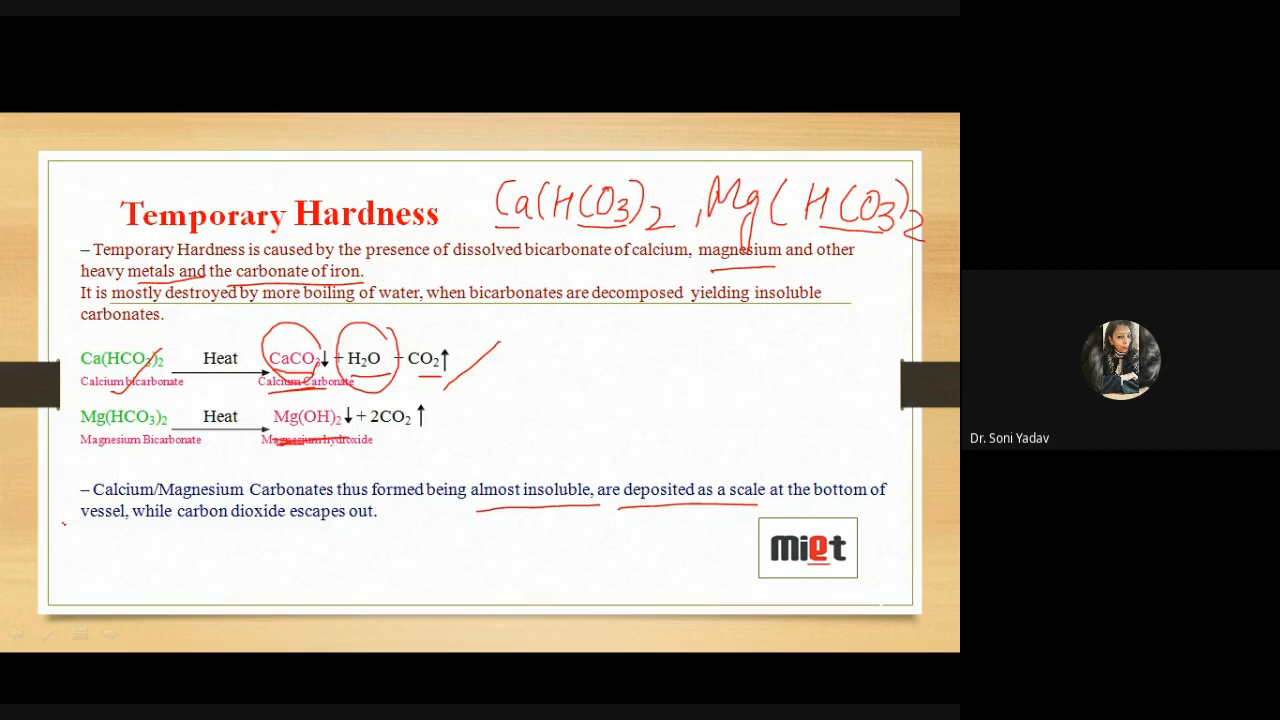 Ca(HCO3)2 , Mg(HCO3)2
Temporary Hardness
– Temporary Hardness is caused by the presence of dissolved bicarbonate of calcium, magnesium and other
heavy metals and the carbonate of iron.
It is mostly destroyed by more boiling of water, when bicarbonates are decomposed yielding insoluble
carbonates.
Ca(HCO₃)₂ Heat CaCO₃↓ + H₂O + CO₂↑
Calcium bicarbonate Calcium Carbonate
Mg(HCO₃)₂ Heat Mg(OH)₂↓ + 2CO₂ ↑
Magnesium Bicarbonate Magnesium hydroxide
– Calcium/Magnesium Carbonates thus formed being almost insoluble, are deposited as a scale at the bottom of
vessel, while carbon dioxide escapes out.
miet
Dr. Soni Yadav